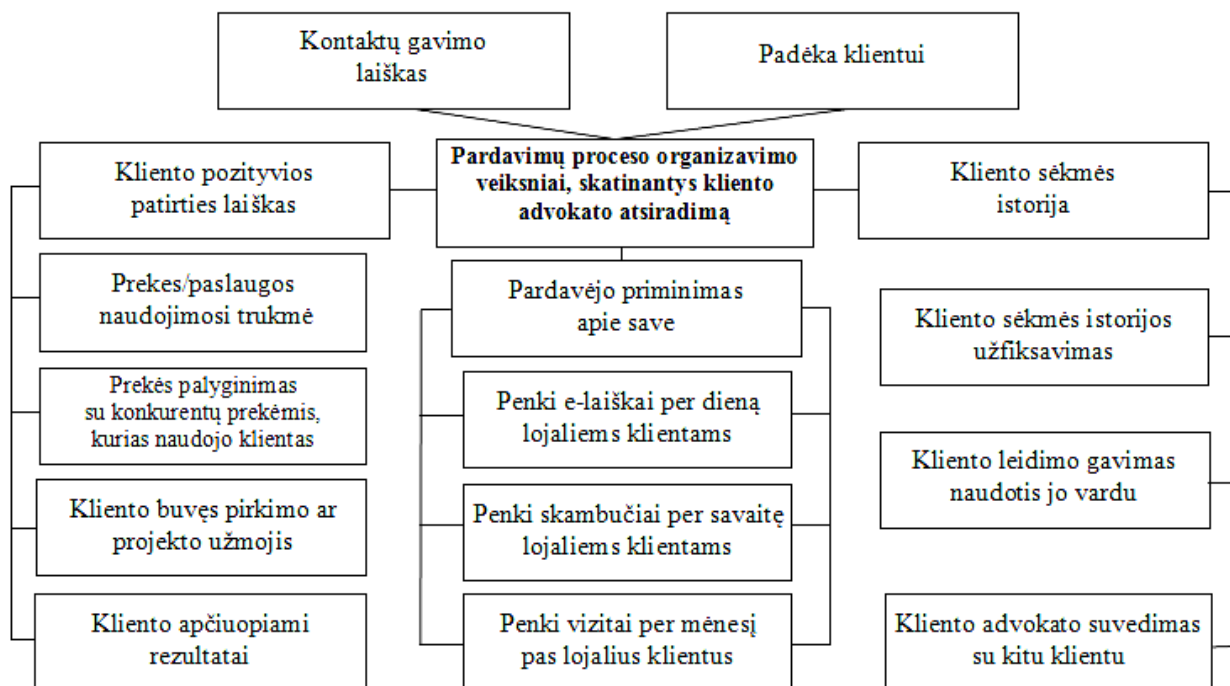 Kontaktų gavimo
laiškas
Padėka klientui
Kliento pozityvios
patirties laiškas
Pardavimų proceso organizavimo
veiksniai, skatinantys kliento
advokato atsiradimą
Kliento sėkmės
istorija
Prekes/paslaugos
naudojimosi trukmė
Pardavėjo priminimas
apie save
Kliento sėkmės istorijos
užfiksavimas
Prekės palyginimas
su konkurentų prekėmis,
kurias naudojo klientas
Penki e-laiškai per dieną
lojaliems klientams
Kliento leidimo gavimas
naudotis jo vardu
Kliento buvęs pirkimo ar
projekto užmojis
Penki skambučiai per savaitę
lojaliems klientams
Kliento apčiuopiami
rezultatai
Penki vizitai per mėnesį
pas lojalius klientus
Kliento advokato suvedimas
su kitu klientu